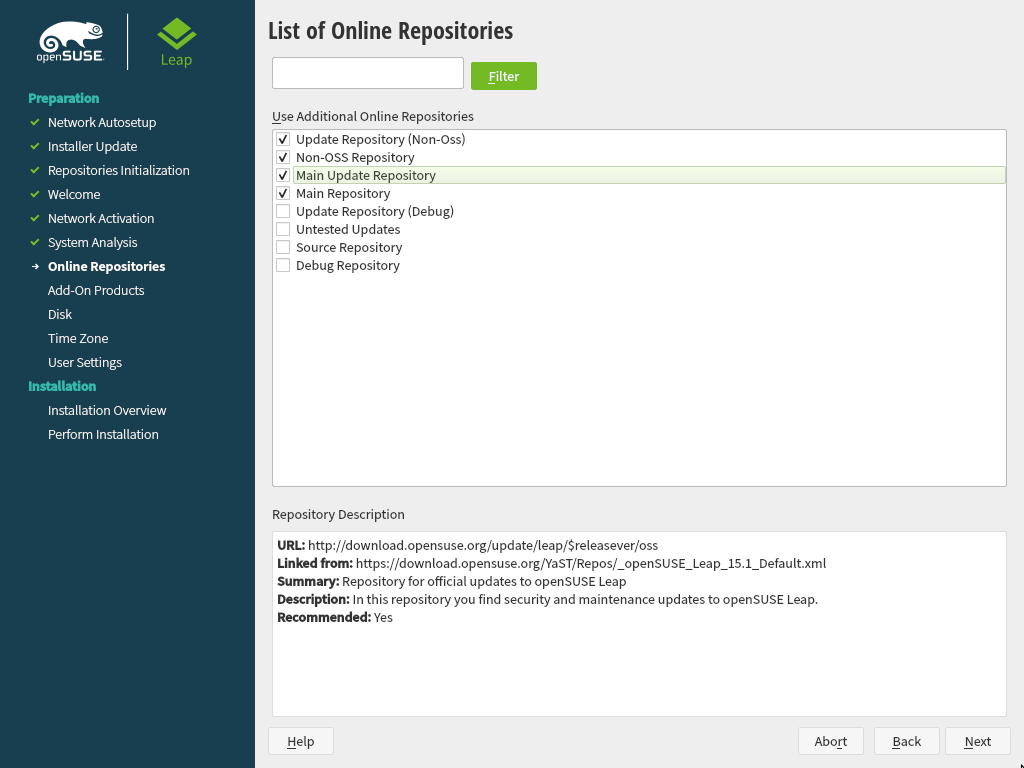 openSUSE
Leap
Preparation
Network Autosetup
Installer Update
Repositories Initialization
Welcome
Network Activation
System Analysis
Online Repositories
Add-On Products
Disk
Time Zone
User Settings
Installation
Installation Overview
Perform Installation
List of Online Repositories
Filter
Use Additional Online Repositories
Update Repository (Non-Oss)
Non-OSS Repository
Main Update Repository
Main Repository
Update Repository (Debug)
Untested Updates
Source Repository
Debug Repository
Repository Description
URL: http://download.opensuse.org/update/leap/$releasever/oss
Linked from: https://download.opensuse.org/YaST/Repos/_openSUSE_Leap_15.1_Default.xml
Summary: Repository for official updates to openSUSE Leap
Description: In this repository you find security and maintenance updates to openSUSE Leap.
Recommended: Yes
Help
Abort
Back
Next